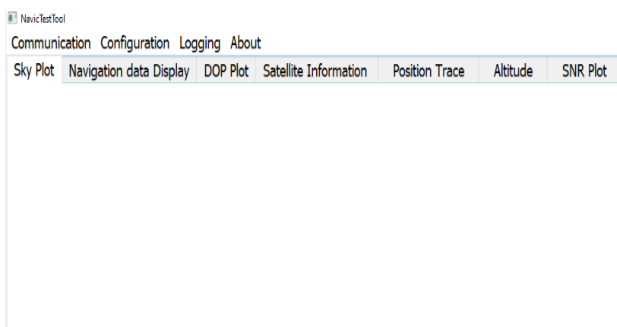 NavicTestTool
Communication Configuration Logging About
Sky Plot Navigation data Display DOP Plot Satellite Information Position Trace Altitude SNR Plot